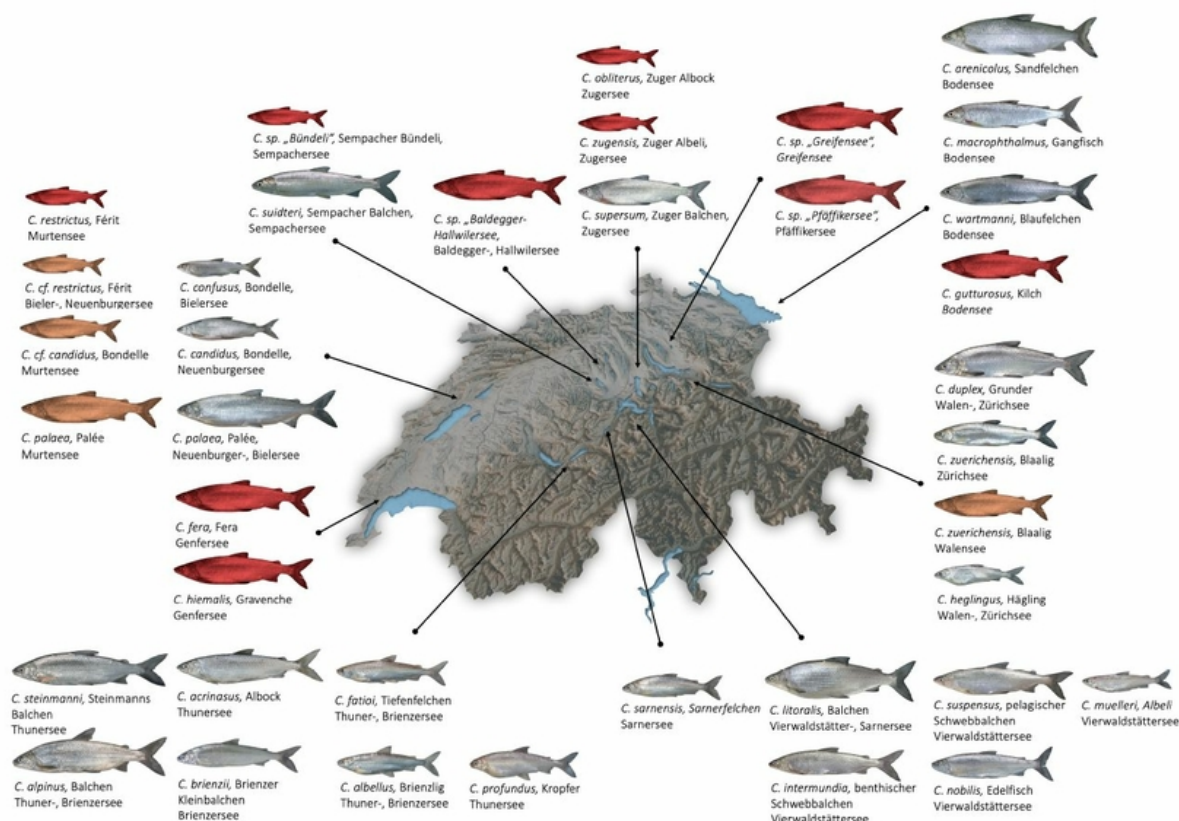 C. obliterus, Zuger Albock
Zugersee
C. arenicolus, Sandfelchen
Bodensee
C. sp. „Bündeli“, Sempacher Bündeli,
Sempachersee
C. zugensis, Zuger Albeli,
Zugersee
C. sp. „Greifensee“,
Greifensee
C. macrophthalmus, Gangfisch
Bodensee
C. restrictus, Férit
Murtensee
C. suidteri, Sempacher Balchen,
Sempachersee
C. sp. „Baldegger-
Hallwilersee,
Baldegger-, Hallwilersee
C. supersum, Zuger Balchen,
Zugersee
C. sp. „Pfäffikersee“,
Pfäffikersee
C. wartmanni, Blaufelchen
Bodensee
C. cf. restrictus, Férit
Bieler-, Neuenburgersee
C. confusus, Bondelle,
Bielersee
C. gutturosus, Kilch
Bodensee
C. cf. candidus, Bondelle
Murtensee
C. candidus, Bondelle,
Neuenburgersee
C. duplex, Grunder
Walen-, Zürichsee
C. palaea, Palée
Murtensee
C. palaea, Palée,
Neuenburger-, Bielersee
C. zuerichensis, Blaalig
Zürichsee
C. fera, Fera
Genfersee
C. zuerichensis, Blaalig
Walensee
C. hiemalis, Gravenche
Genfersee
C. heglingus, Hägling
Walen-, Zürichsee
C. steinmanni, Steinmanns
Balchen
Thunersee
C. acrinasus, Albock
Thunersee
C. fatioi, Tiefenfelchen
Thuner-, Brienzersee
C. sarnensis, Sarnerfelchen
Sarnersee
C. litoralis, Balchen
Vierwaldstätter-, Sarnersee
C. suspensus, pelagischer
Schwebbalchen
Vierwaldstättersee
C. muelleri, Albeli
Vierwaldstättersee
C. alpinus, Balchen
Thuner-, Brienzersee
C. brienzii, Brienzer
Kleinbalchen
Brienzersee
C. albellus, Brienzlig
Thuner-, Brienzersee
C. profundus, Kropfer
Thunersee
C. intermundia, benthischer
Schwebbalchen
Vierwaldstättersee
C. nobilis, Edelfisch
Vierwaldstättersee